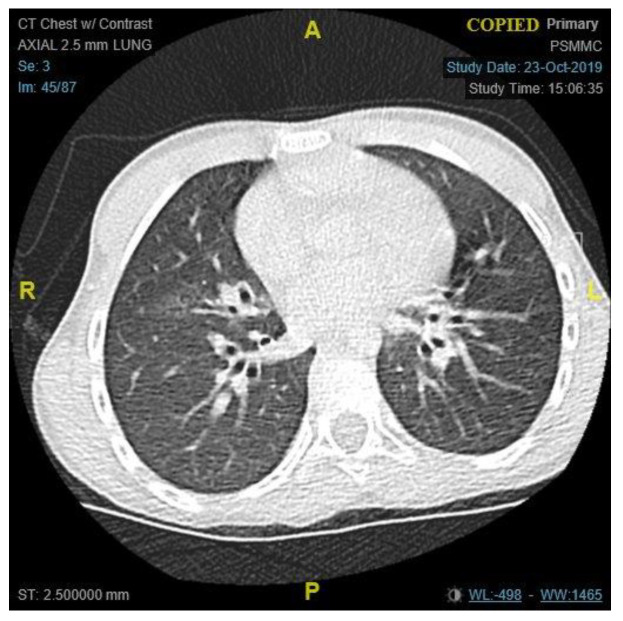 CT Chest w/ Contrast
AXIAL 2.5 mm LUNG
Se: 3
Im: 45/87
A
COPIED Primary
PSMMC
Study Date: 23-Oct-2019
Study Time: 15:06:35
R
L
P
ST: 2.500000 mm
WL:-498 - WW:1465